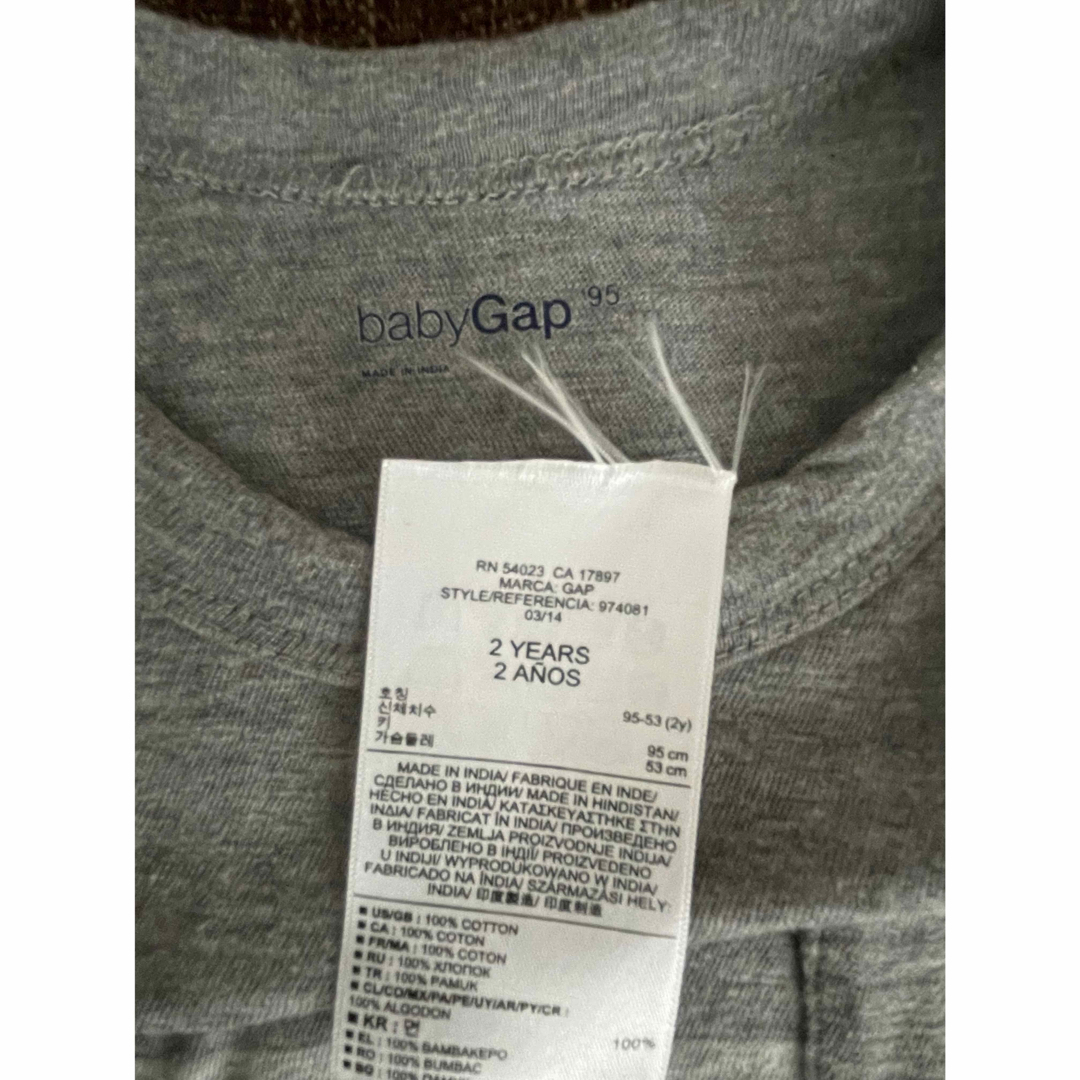 babyGap '95
MADE IN INDIA
RN 54023 CA 17897
MARCA: GAP
STYLE/REFERENCIA: 974081
03/14
2 YEARS
2 AÑOS
호칭 95-53 (2y)
신체치수
키 95 cm
가슴둘레 53 cm
MADE IN INDIA/ FABRIQUE EN INDE/
СДЕЛАНО В ИНДИИ/ MADE IN HINDISTAN/
HECHO EN INDIA/ ΚΑΤΑΣΚΕΥΑΣΤΗΚΕ ΣΤΗΝ
ΙΝΔΙΑ/ FABRICAT ÎN INDIA/ ПРОИЗВЕДЕНО
В ИНДИЯ/ ZEMLJA PROIZVODNJE INDIJA/
ВИРОБЛЕНО В ІНДІЇ/ PROIZVEDENO
U INDIJI/ WYPRODUKOWANO W INDIA/
FABRICADO NA ÍNDIA/ SZÁRMAZÁSI HELY:
INDIA/ 印度製造/ 印度制造
■ US/GB : 100% COTTON
■ CA : 100% COTON
■ FR/MA : 100% COTON
■ RU : 100% ХЛОПОК
■ TR : 100% PAMUK
■ CL/CO/MX/PA/PE/UY/AR/PY/CR :
100% ALGODON
■ KR : 면 100%
■ EL : 100% ΒΑΜΒΑΚΕΡΟ
■ RO : 100% BUMBAC
■ BG : 100%